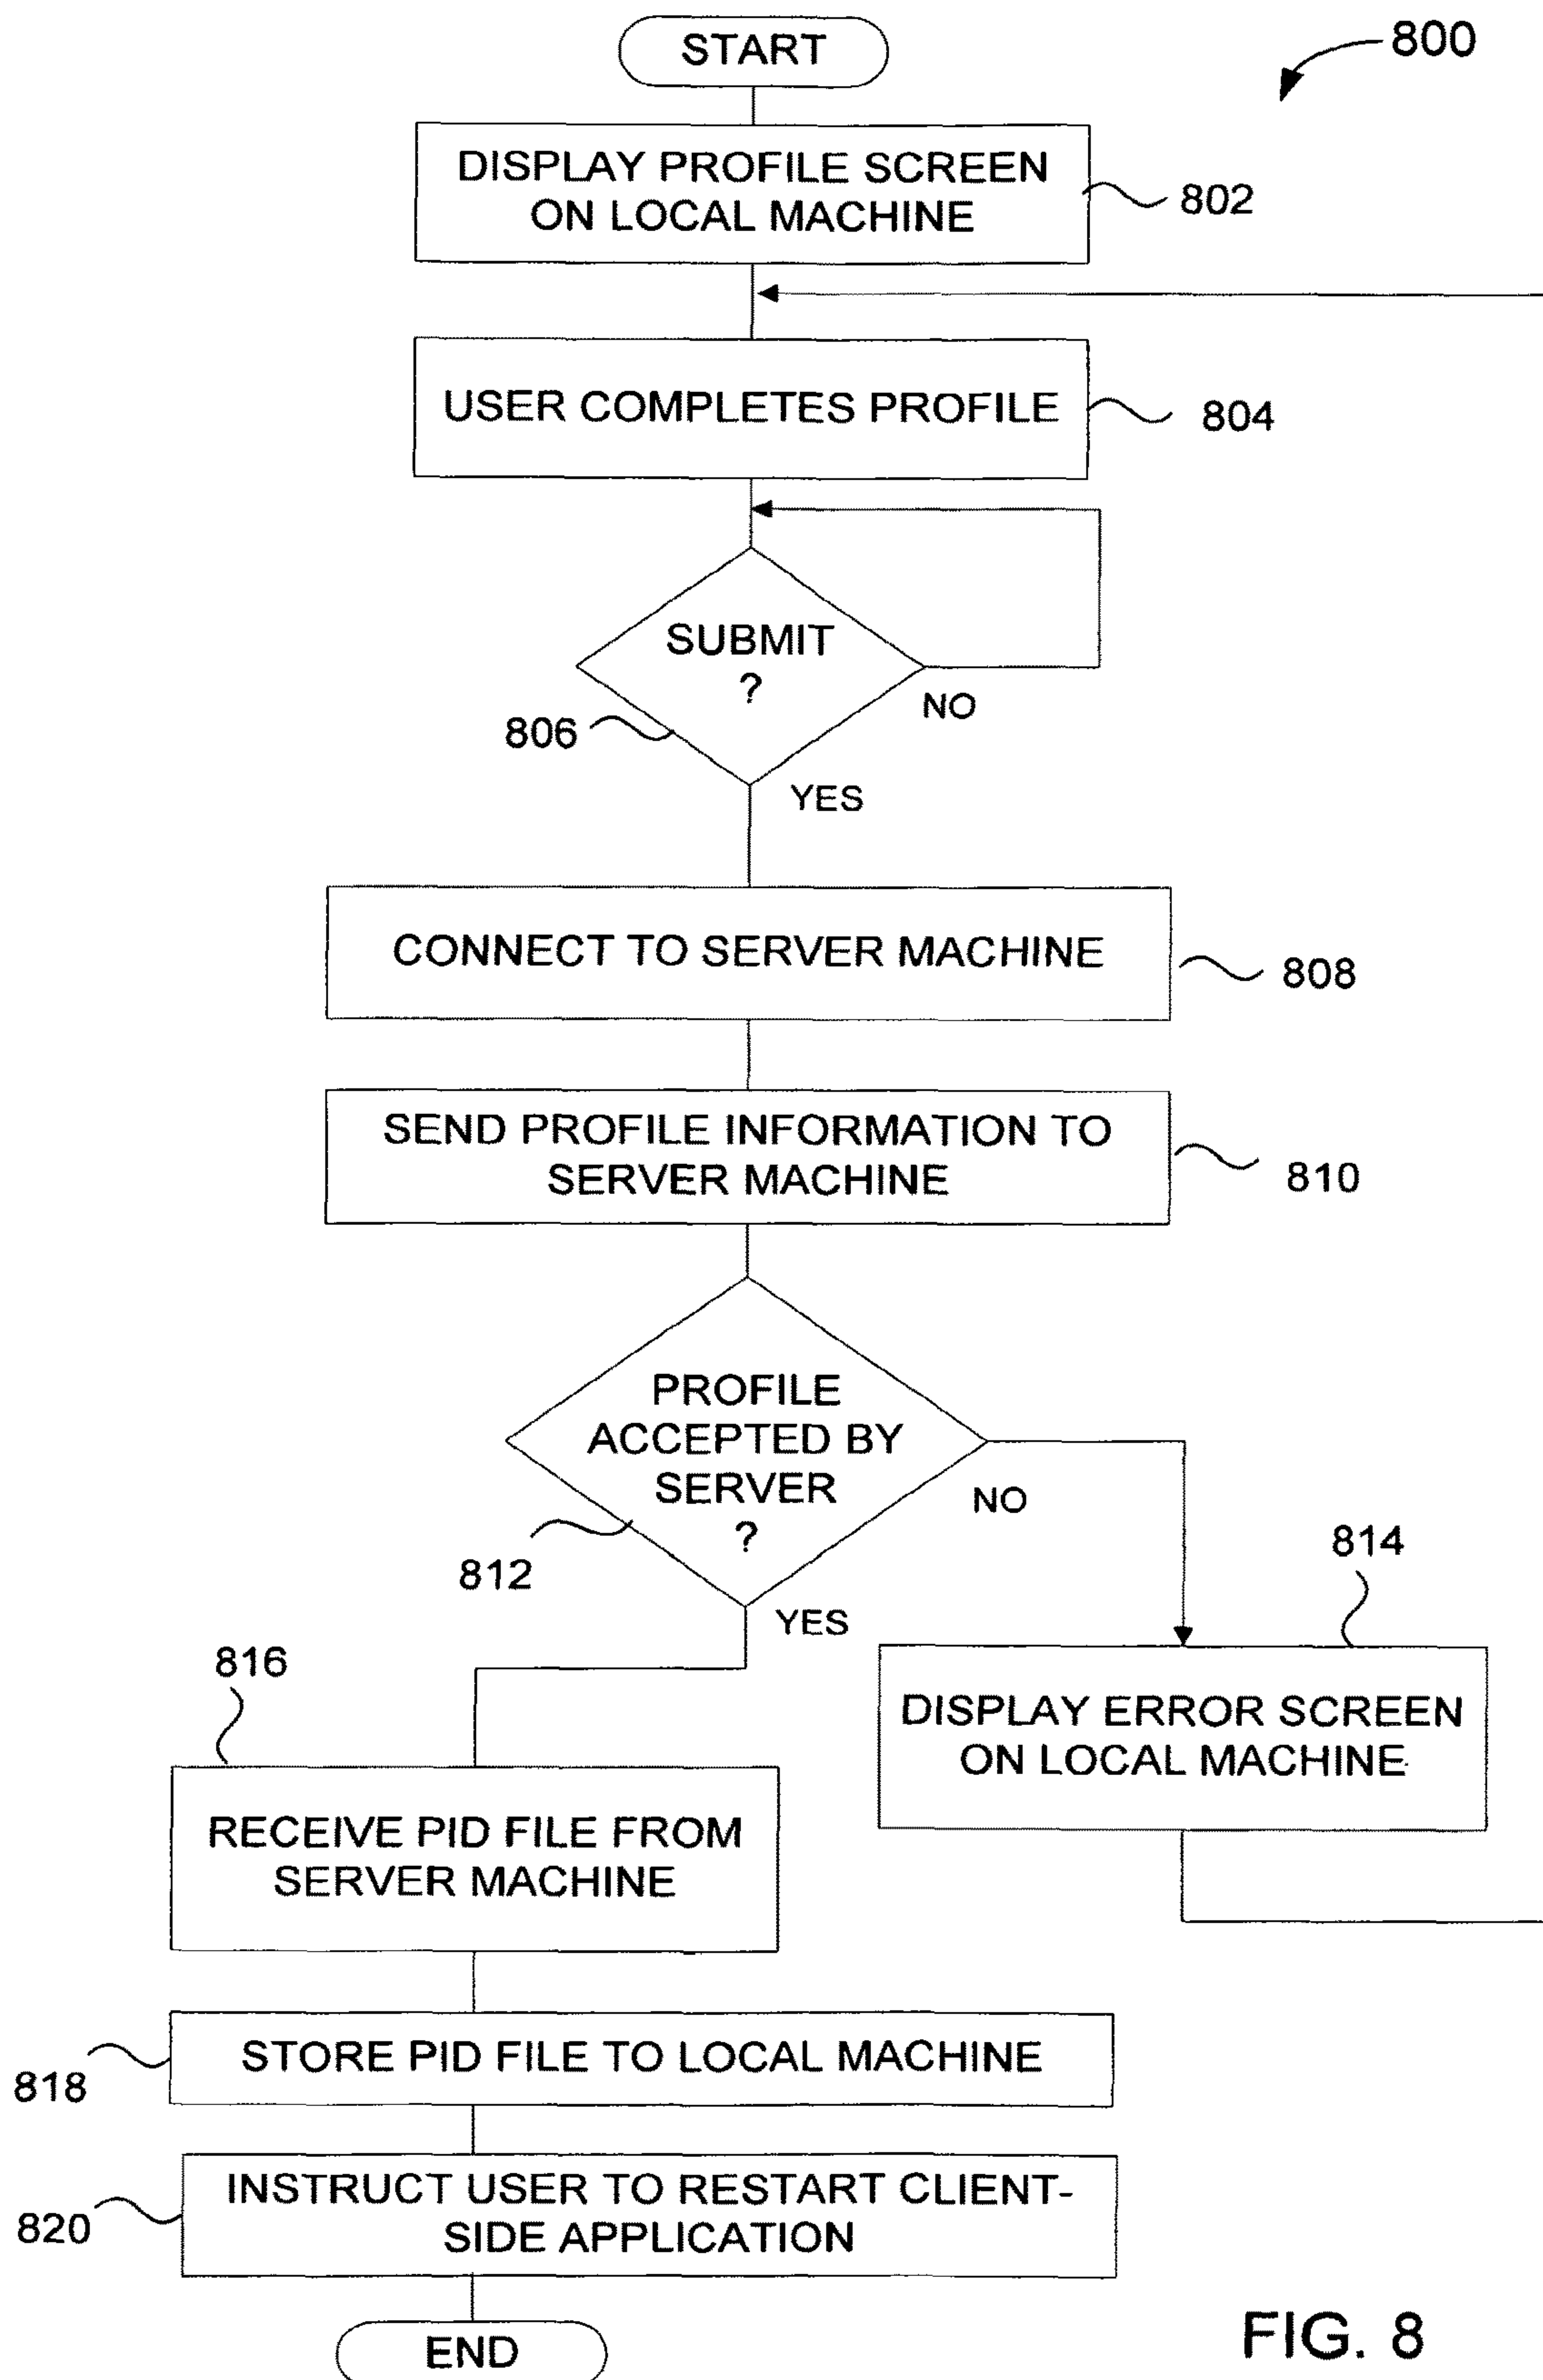 START
800
DISPLAY PROFILE SCREEN
ON LOCAL MACHINE
802
USER COMPLETES PROFILE
804
SUBMIT
?
NO
806
YES
CONNECT TO SERVER MACHINE
808
SEND PROFILE INFORMATION TO
SERVER MACHINE
810
PROFILE
ACCEPTED BY
SERVER
?
NO
812
YES
814
DISPLAY ERROR SCREEN
ON LOCAL MACHINE
816
RECEIVE PID FILE FROM
SERVER MACHINE
STORE PID FILE TO LOCAL MACHINE
818
INSTRUCT USER TO RESTART CLIENT-
SIDE APPLICATION
820
END
FIG. 8